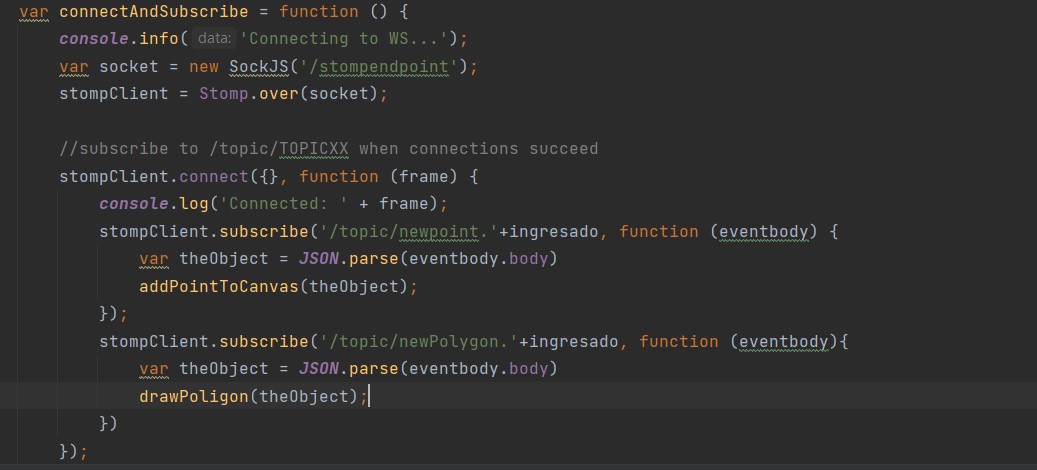 var connectAndSubscribe = function () {
console.info( data: 'Connecting to WS...');
var socket = new SockJS('/stompendpoint');
stompClient = Stomp.over(socket);
//subscribe to /topic/TOPICXX when connections succeed
stompClient.connect({}, function (frame) {
console.log('Connected: ' + frame);
stompClient.subscribe('/topic/newpoint.'+ingresado, function (eventbody) {
var theObject = JSON.parse(eventbody.body)
addPointToCanvas(theObject);
});
stompClient.subscribe('/topic/newPolygon.'+ingresado, function (eventbody){
var theObject = JSON.parse(eventbody.body)
drawPoligon(theObject);
})
});